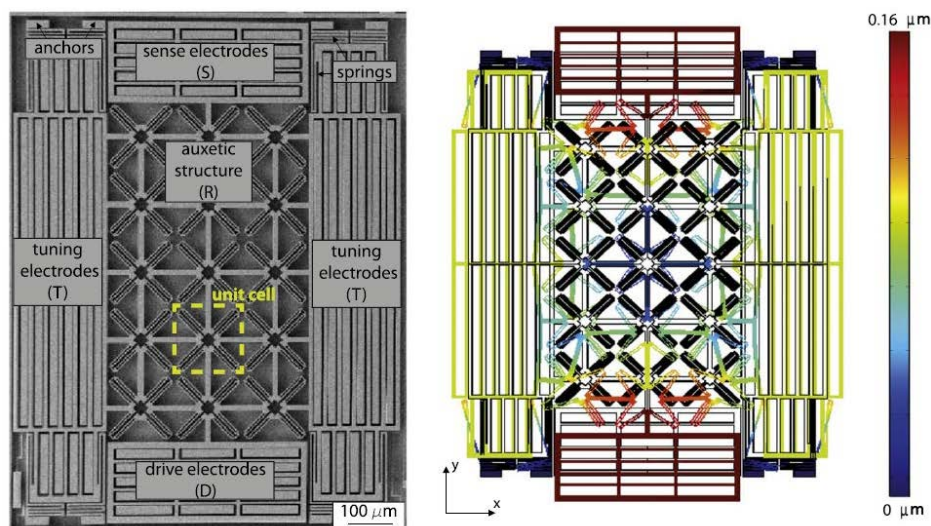 anchors
sense electrodes
(S)
springs
auxetic
structure
(R)
tuning
electrodes
(T)
tuning
electrodes
(T)
unit cell
drive electrodes
(D)
100 μm
0.16 μm
y
x
0 μm